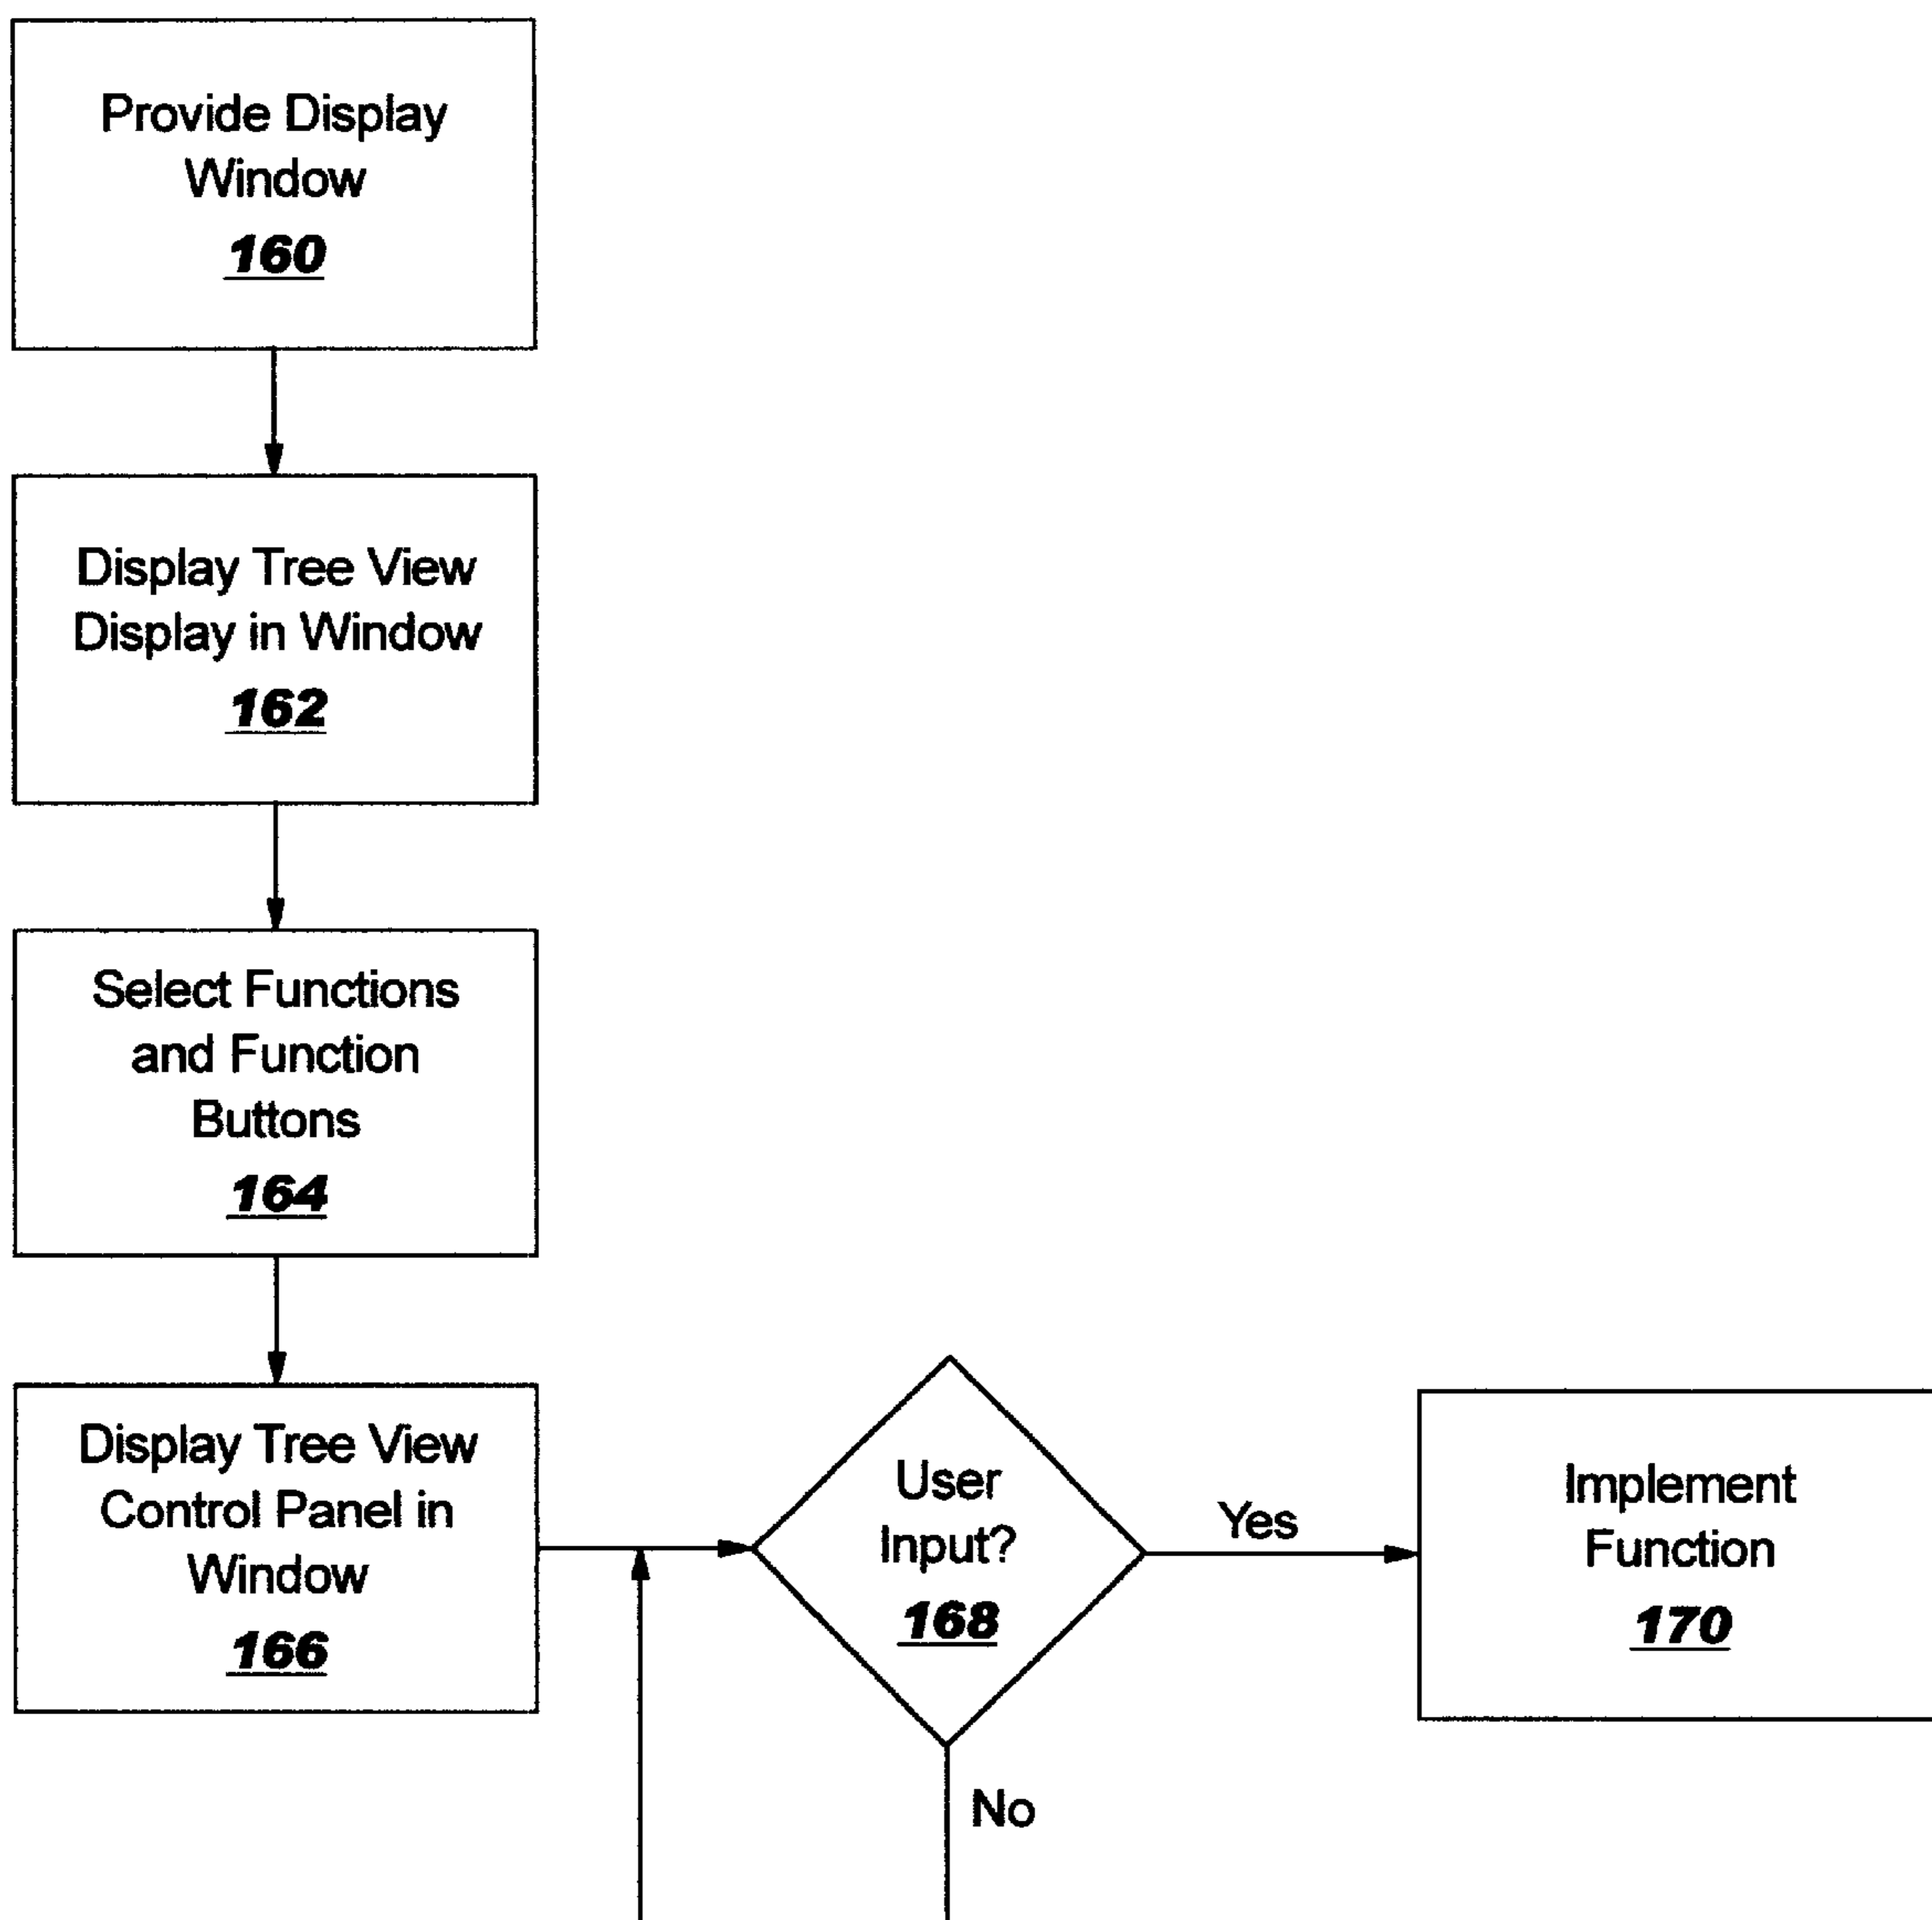 Provide Display
Window
160
Display Tree View
Display in Window
162
Select Functions
and Function
Buttons
164
Display Tree View
Control Panel in
Window
166
User
Input?
168
Yes
No
Implement
Function
170